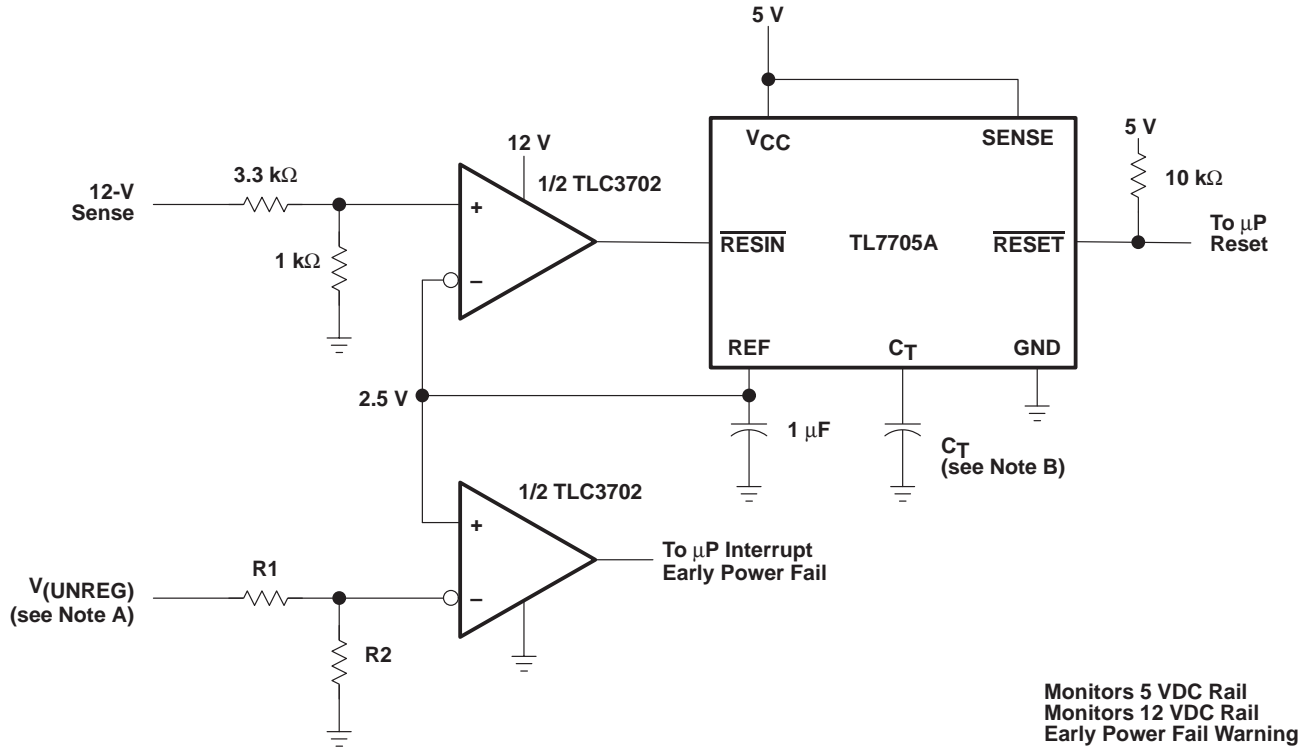 5 V
VCC
SENSE
5 V
10 kΩ
12 V
1/2 TLC3702
3.3 kΩ
12-V
Sense
+
1 kΩ
−
RESIN
TL7705A
RESET
To μP
Reset
REF
CT
GND
2.5 V
1 μF
CT
(see Note B)
1/2 TLC3702
+
To μP Interrupt
Early Power Fail
R1
V(UNREG)
(see Note A)
−
R2
Monitors 5 VDC Rail
Monitors 12 VDC Rail
Early Power Fail Warning